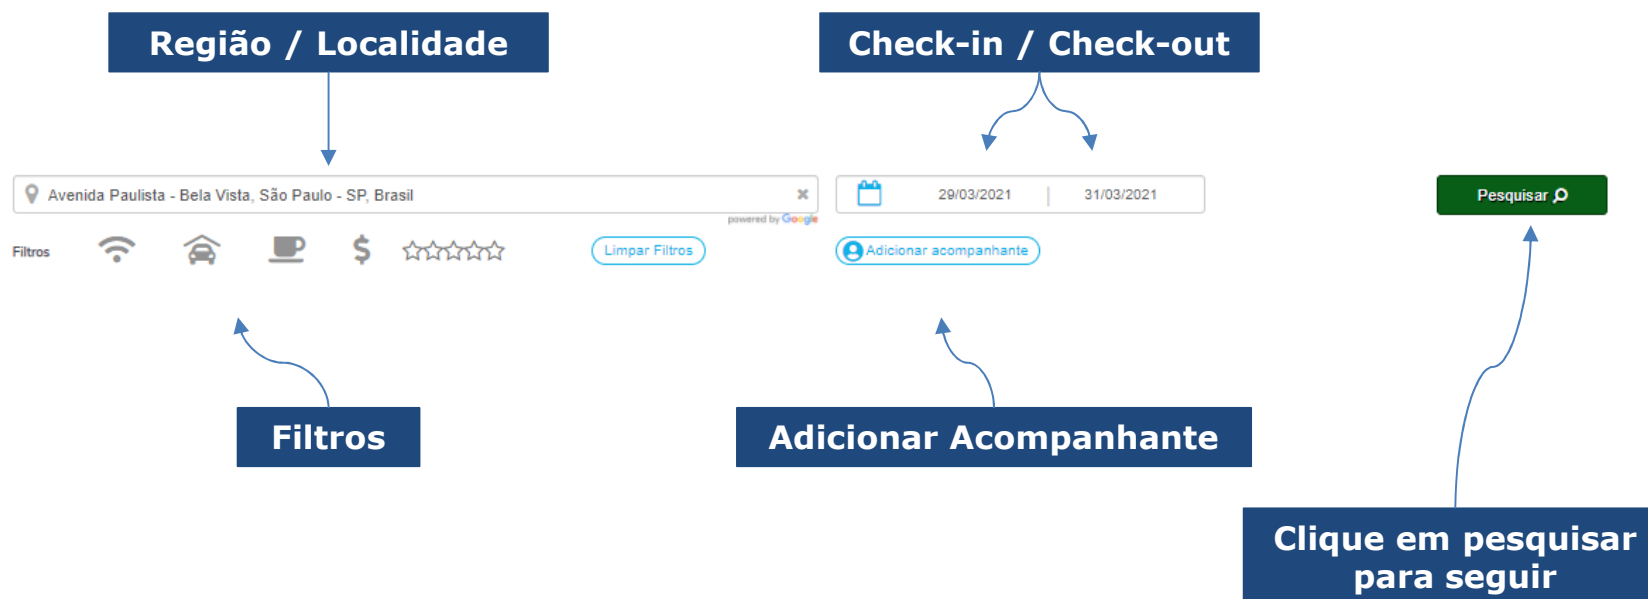 Região / Localidade
Check-in / Check-out
Avenida Paulista - Bela Vista, São Paulo - SP, Brasil
29/03/2021
31/03/2021
Pesquisar
powered by Google
Filtros
Limpar Filtros
Adicionar acompanhante
Filtros
Adicionar Acompanhante
Clique em pesquisar
para seguir